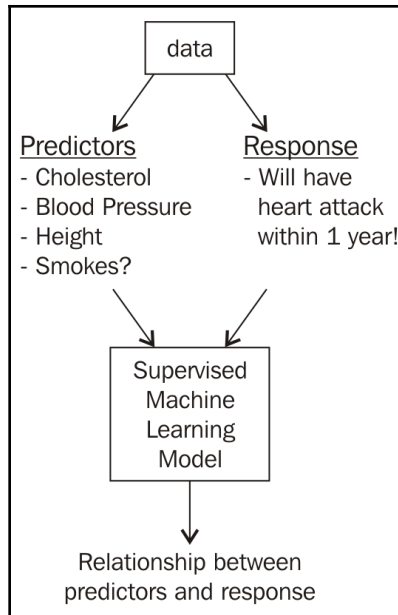 data
Predictors
- Cholesterol
- Blood Pressure
- Height
- Smokes?
Response
- Will have
heart attack
within 1 year!
Supervised
Machine
Learning
Model
Relationship between
predictors and response